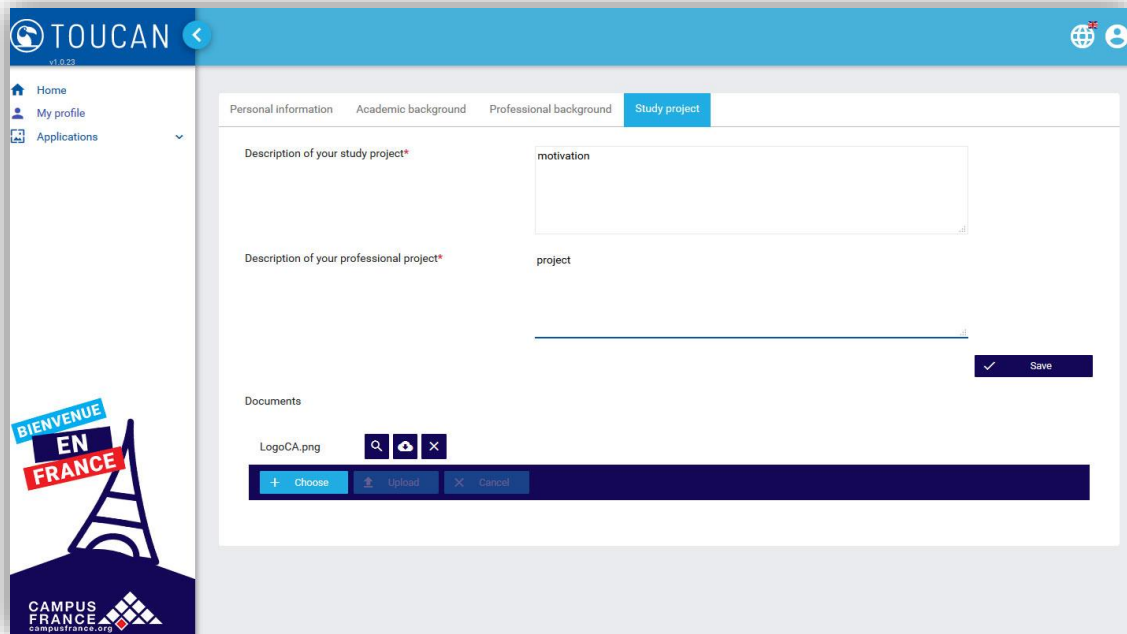 TOUCAN
v1.0.23
Home
My profile
Applications
Personal information Academic background Professional background Study project
Description of your study project*
motivation
Description of your professional project*
project
Save
Documents
LogoCA.png
+ Choose Upload Cancel
BIENVENUE
EN
FRANCE
CAMPUS
FRANCE
campusfrance.org